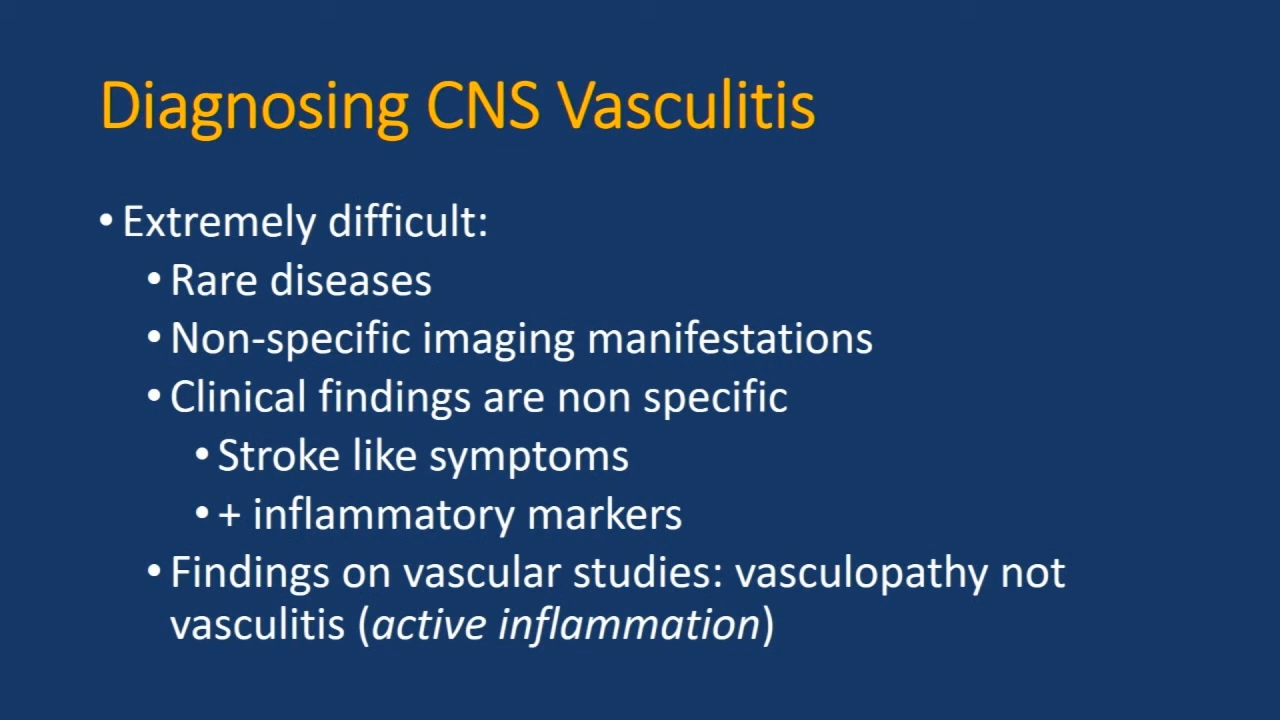 Diagnosing CNS Vasculitis
• Extremely difficult:
• Rare diseases
• Non-specific imaging manifestations
• Clinical findings are non specific
• Stroke like symptoms
• + inflammatory markers
• Findings on vascular studies: vasculopathy not
vasculitis (active inflammation)